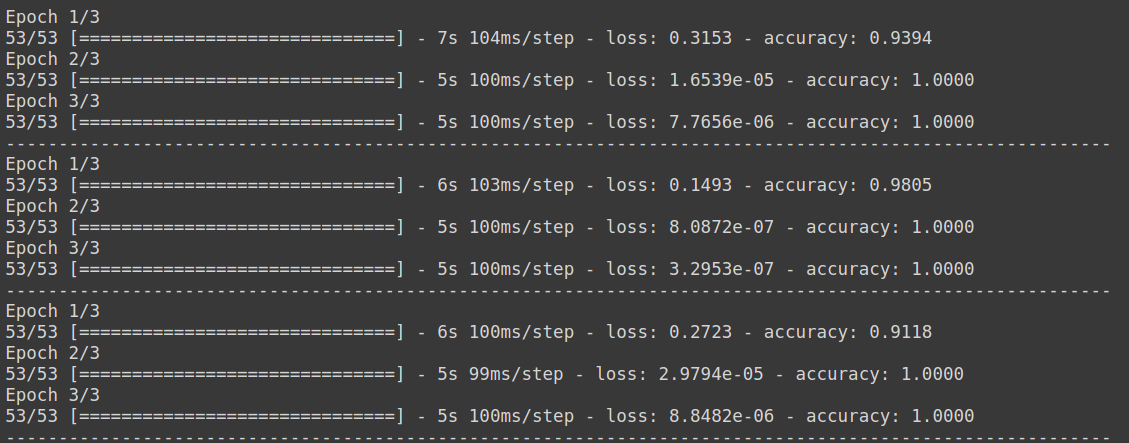 Epoch 1/3
53/53 [==============================] - 7s 104ms/step - loss: 0.3153 - accuracy: 0.9394
Epoch 2/3
53/53 [==============================] - 5s 100ms/step - loss: 1.6539e-05 - accuracy: 1.0000
Epoch 3/3
53/53 [==============================] - 5s 100ms/step - loss: 7.7656e-06 - accuracy: 1.0000
---------------------------------------------------------------------------------------------------------
Epoch 1/3
53/53 [==============================] - 6s 103ms/step - loss: 0.1493 - accuracy: 0.9805
Epoch 2/3
53/53 [==============================] - 5s 100ms/step - loss: 8.0872e-07 - accuracy: 1.0000
Epoch 3/3
53/53 [==============================] - 5s 100ms/step - loss: 3.2953e-07 - accuracy: 1.0000
---------------------------------------------------------------------------------------------------------
Epoch 1/3
53/53 [==============================] - 6s 100ms/step - loss: 0.2723 - accuracy: 0.9118
Epoch 2/3
53/53 [==============================] - 5s 99ms/step - loss: 2.9794e-05 - accuracy: 1.0000
Epoch 3/3
53/53 [==============================] - 5s 100ms/step - loss: 8.8482e-06 - accuracy: 1.0000
---------------------------------------------------------------------------------------------------------